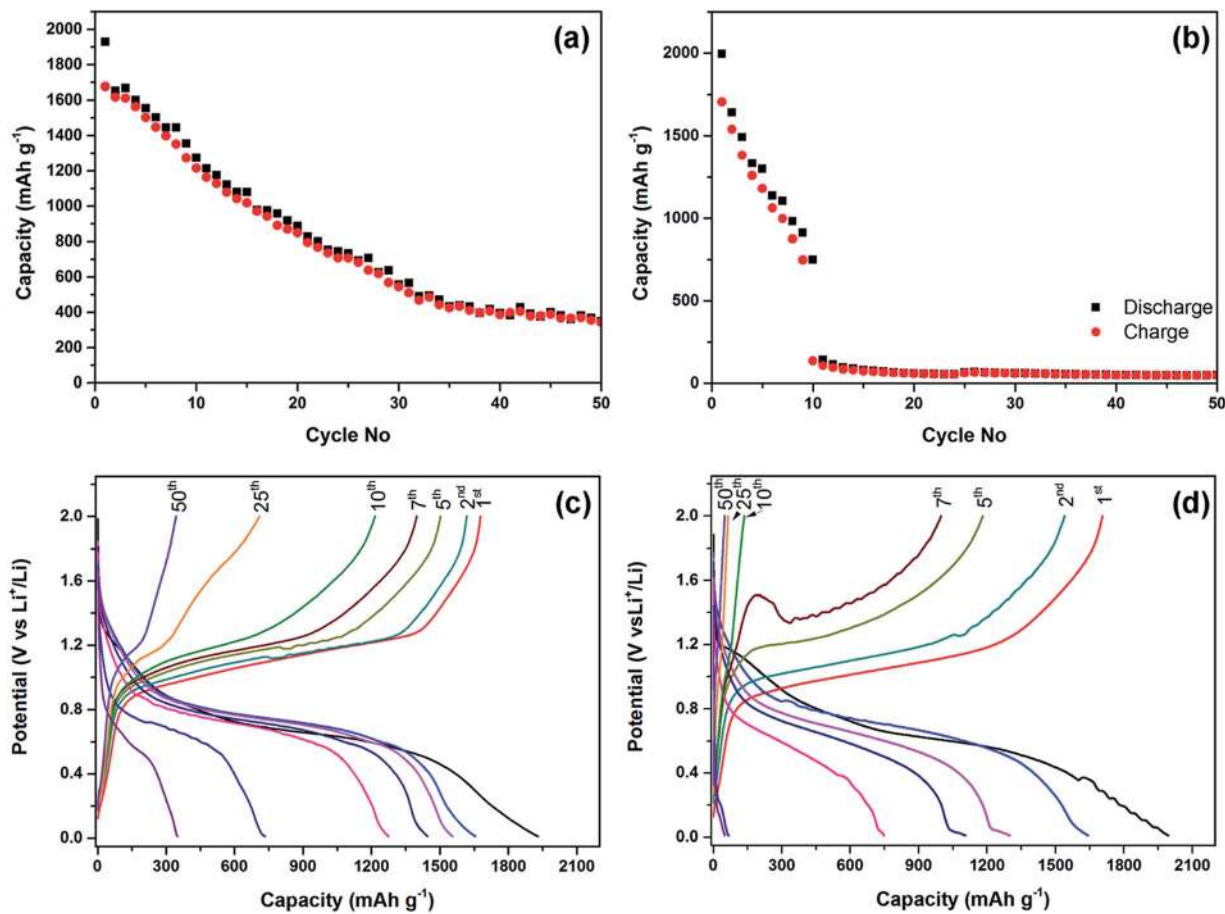 (a)
Capacity (mAh g⁻¹)
2000
1800
1600
1400
1200
1000
800
600
400
200
0
0 10 20 30 40 50
Cycle No
(b)
Capacity (mAh g⁻¹)
2000
1500
1000
500
0
Discharge
Charge
0 10 20 30 40 50
Cycle No
(c)
Potential (V vs Li⁺/Li)
2.0
1.6
1.2
0.8
0.4
0.0
50th 25th 10th 7th 5th 2nd 1st
0 300 600 900 1200 1500 1800 2100
Capacity (mAh g⁻¹)
(d)
Potential (V vsLi⁺/Li)
2.0
1.6
1.2
0.8
0.4
0.0
50th 25th 10th 7th 5th 2nd 1st
0 300 600 900 1200 1500 1800 2100
Capacity (mAh g⁻¹)